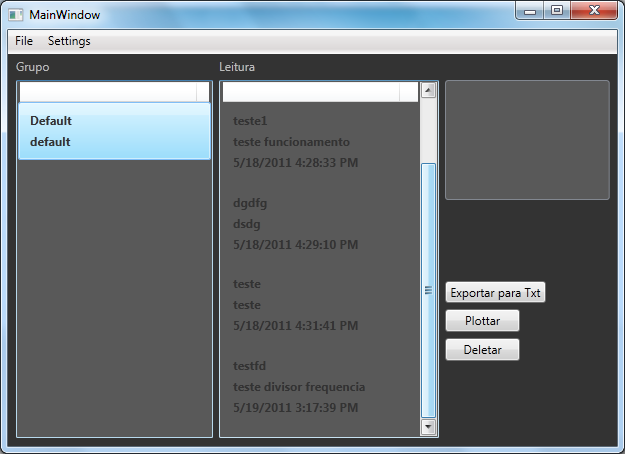 MainWindow
File Settings
Grupo
Leitura
Default
default
teste1
teste funcionamento
5/18/2011 4:28:33 PM
dgdfg
dsdg
5/18/2011 4:29:10 PM
teste
teste
5/18/2011 4:31:41 PM
testfd
teste divisor frequencia
5/19/2011 3:17:39 PM
Exportar para Txt
Plottar
Deletar